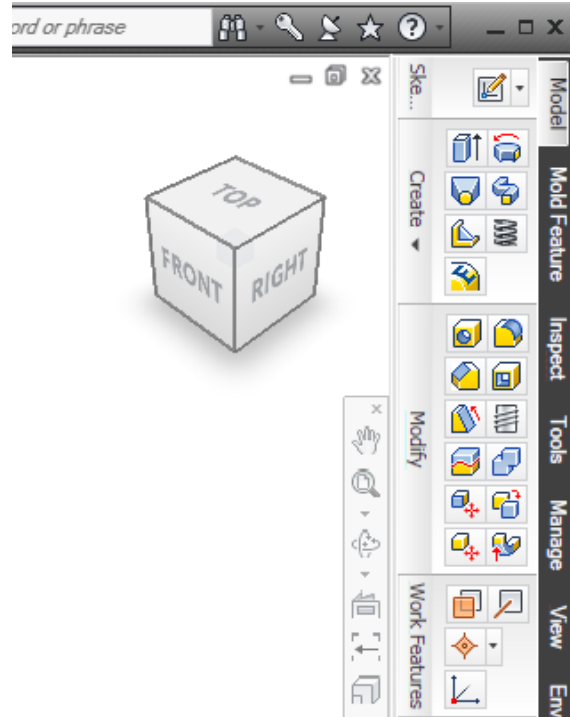 ord or phrase
TOP
FRONT
RIGHT
Ske...
Create
Modify
Work Features
Model
Mold Feature
Inspect
Tools
Manage
View
Env